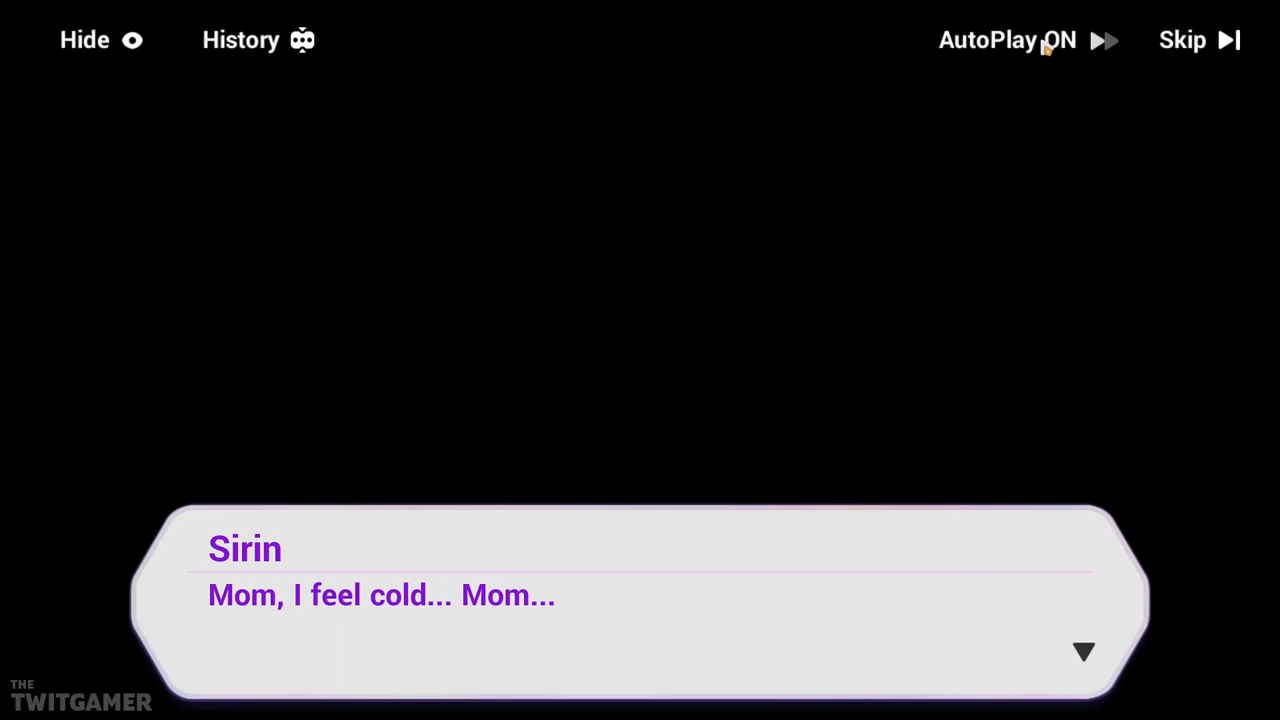 Hide
History
AutoPlay ON
Skip
Sirin
Mom, I feel cold... Mom...
THE
TWITGAMER